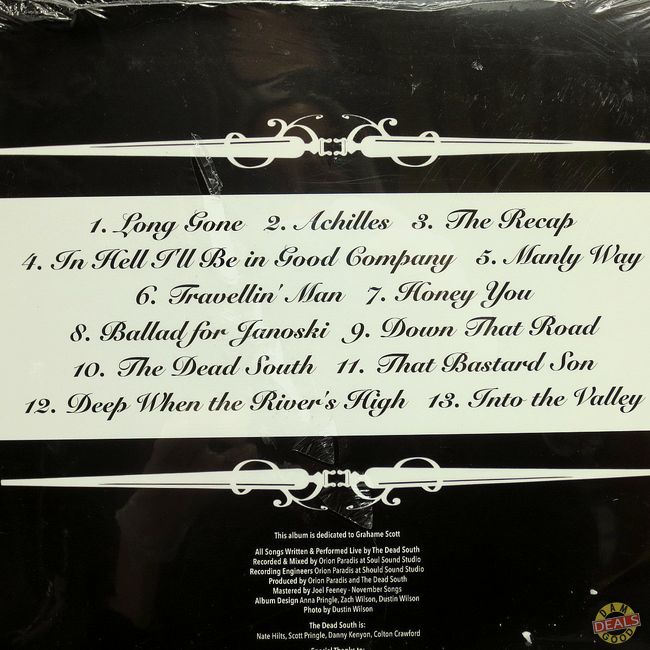 1. Long Gone 2. Achilles 3. The Recap
4. In Hell I'll Be in Good Company 5. Manly Way
6. Travellin' Man 7. Honey You
8. Ballad for Janoski 9. Down That Road
10. The Dead South 11. That Bastard Son
12. Deep When the River's High 13. Into the Valley
This album is dedicated to Grahame Scott
All Songs Written & Performed Live by The Dead South
Recorded & Mixed by Orion Paradis at Soul Sound Studio
Recording Engineers Orion Paradis at Should Sound Studio
Produced by Orion Paradis and The Dead South
Mastered by Joel Feeney - November Songs
Album Design Anna Pringle, Zach Wilson, Dustin Wilson
Photo by Dustin Wilson
The Dead South is:
Nate Hilts, Scott Pringle, Danny Kenyon, Colton Crawford
Special Thanks to:
DAM
GOOD
DEALS